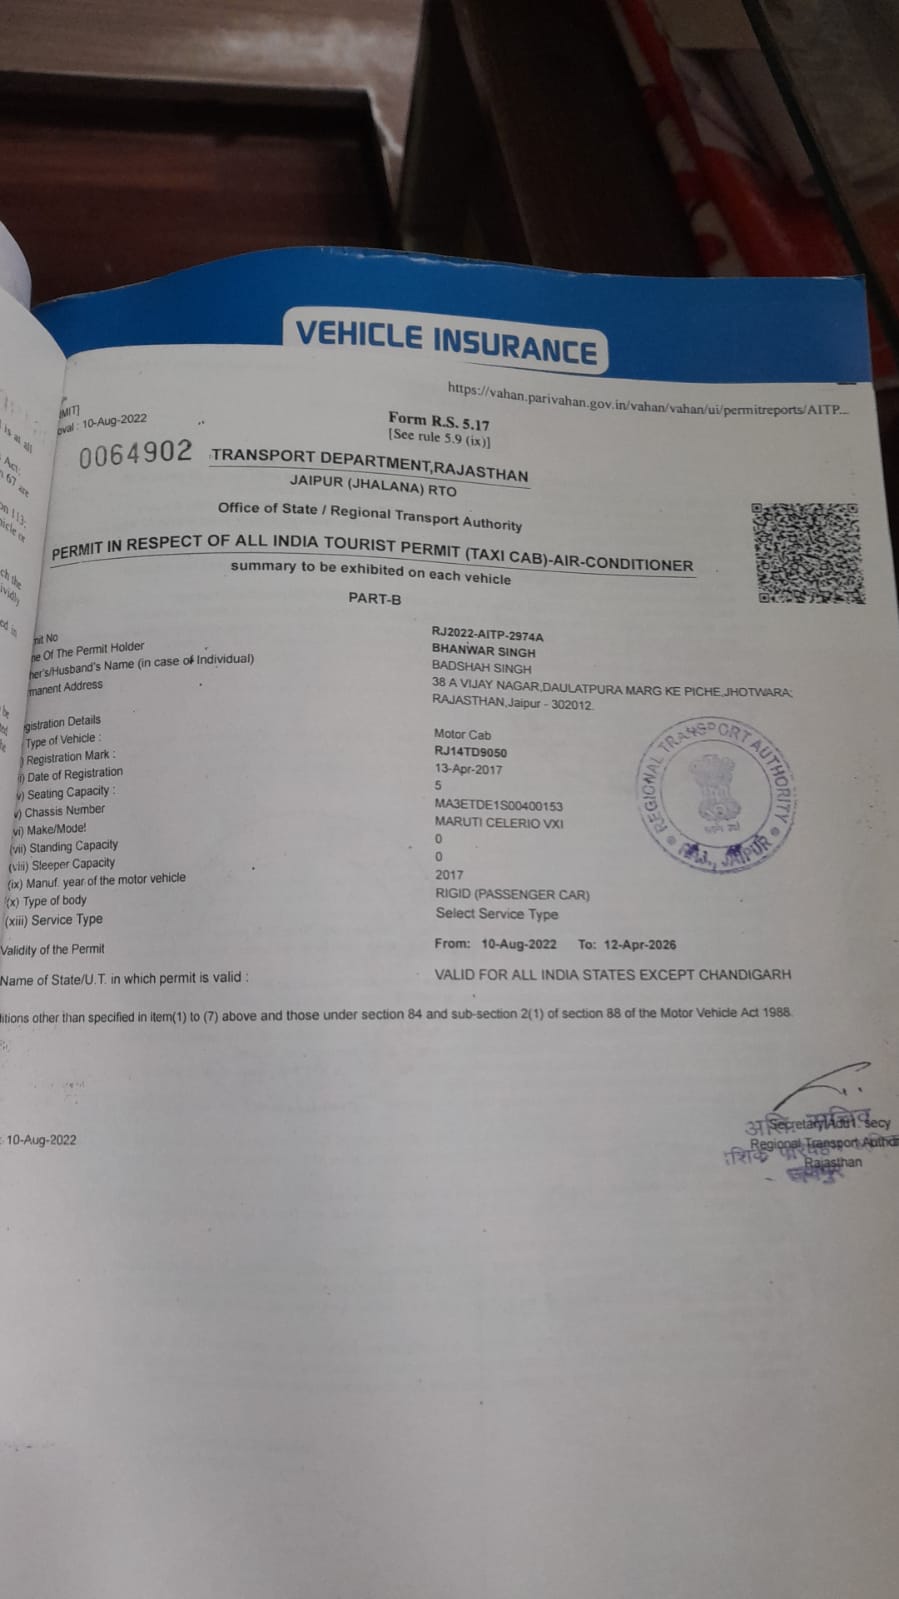 VEHICLE INSURANCE
https://vahan.parivahan.gov.in/vahan/vahan/ui/permitreports/AITP...
MIT]
oval : 10-Aug-2022
Form R.S. 5.17
[See rule 5.9 (ix)]
0064902
TRANSPORT DEPARTMENT,RAJASTHAN
JAIPUR (JHALANA) RTO
Office of State / Regional Transport Authority
PERMIT IN RESPECT OF ALL INDIA TOURIST PERMIT (TAXI CAB)-AIR-CONDITIONER
summary to be exhibited on each vehicle
PART-B
mit No RJ2022-AITP-2974A
ne Of The Permit Holder BHANWAR SINGH
her's/Husband's Name (in case of Individual) BADSHAH SINGH
manent Address 38 A VIJAY NAGAR,DAULATPURA MARG KE PICHE,JHOTWARA;
RAJASTHAN,Jaipur - 302012.
gistration Details
Type of Vehicle : Motor Cab
) Registration Mark : RJ14TD9050
i) Date of Registration 13-Apr-2017
v) Seating Capacity : 5
v) Chassis Number MA3ETDE1S00400153
vi) Make/Model MARUTI CELERIO VXI
(vii) Standing Capacity 0
(viii) Sleeper Capacity 0
(ix) Manuf. year of the motor vehicle 2017
(x) Type of body RIGID (PASSENGER CAR)
(xiii) Service Type Select Service Type
Validity of the Permit From: 10-Aug-2022 To: 12-Apr-2026
Name of State/U.T. in which permit is valid : VALID FOR ALL INDIA STATES EXCEPT CHANDIGARH
litions other than specified in item(1) to (7) above and those under section 84 and sub-section 2(1) of section 88 of the Motor Vehicle Act 1988.
REGIONAL TRANSPORT AUTHORITY
RAJ., JAIPUR
: 10-Aug-2022
Secretary/Addl. secy
Regional Transport Autho
Rajasthan
जयपुर